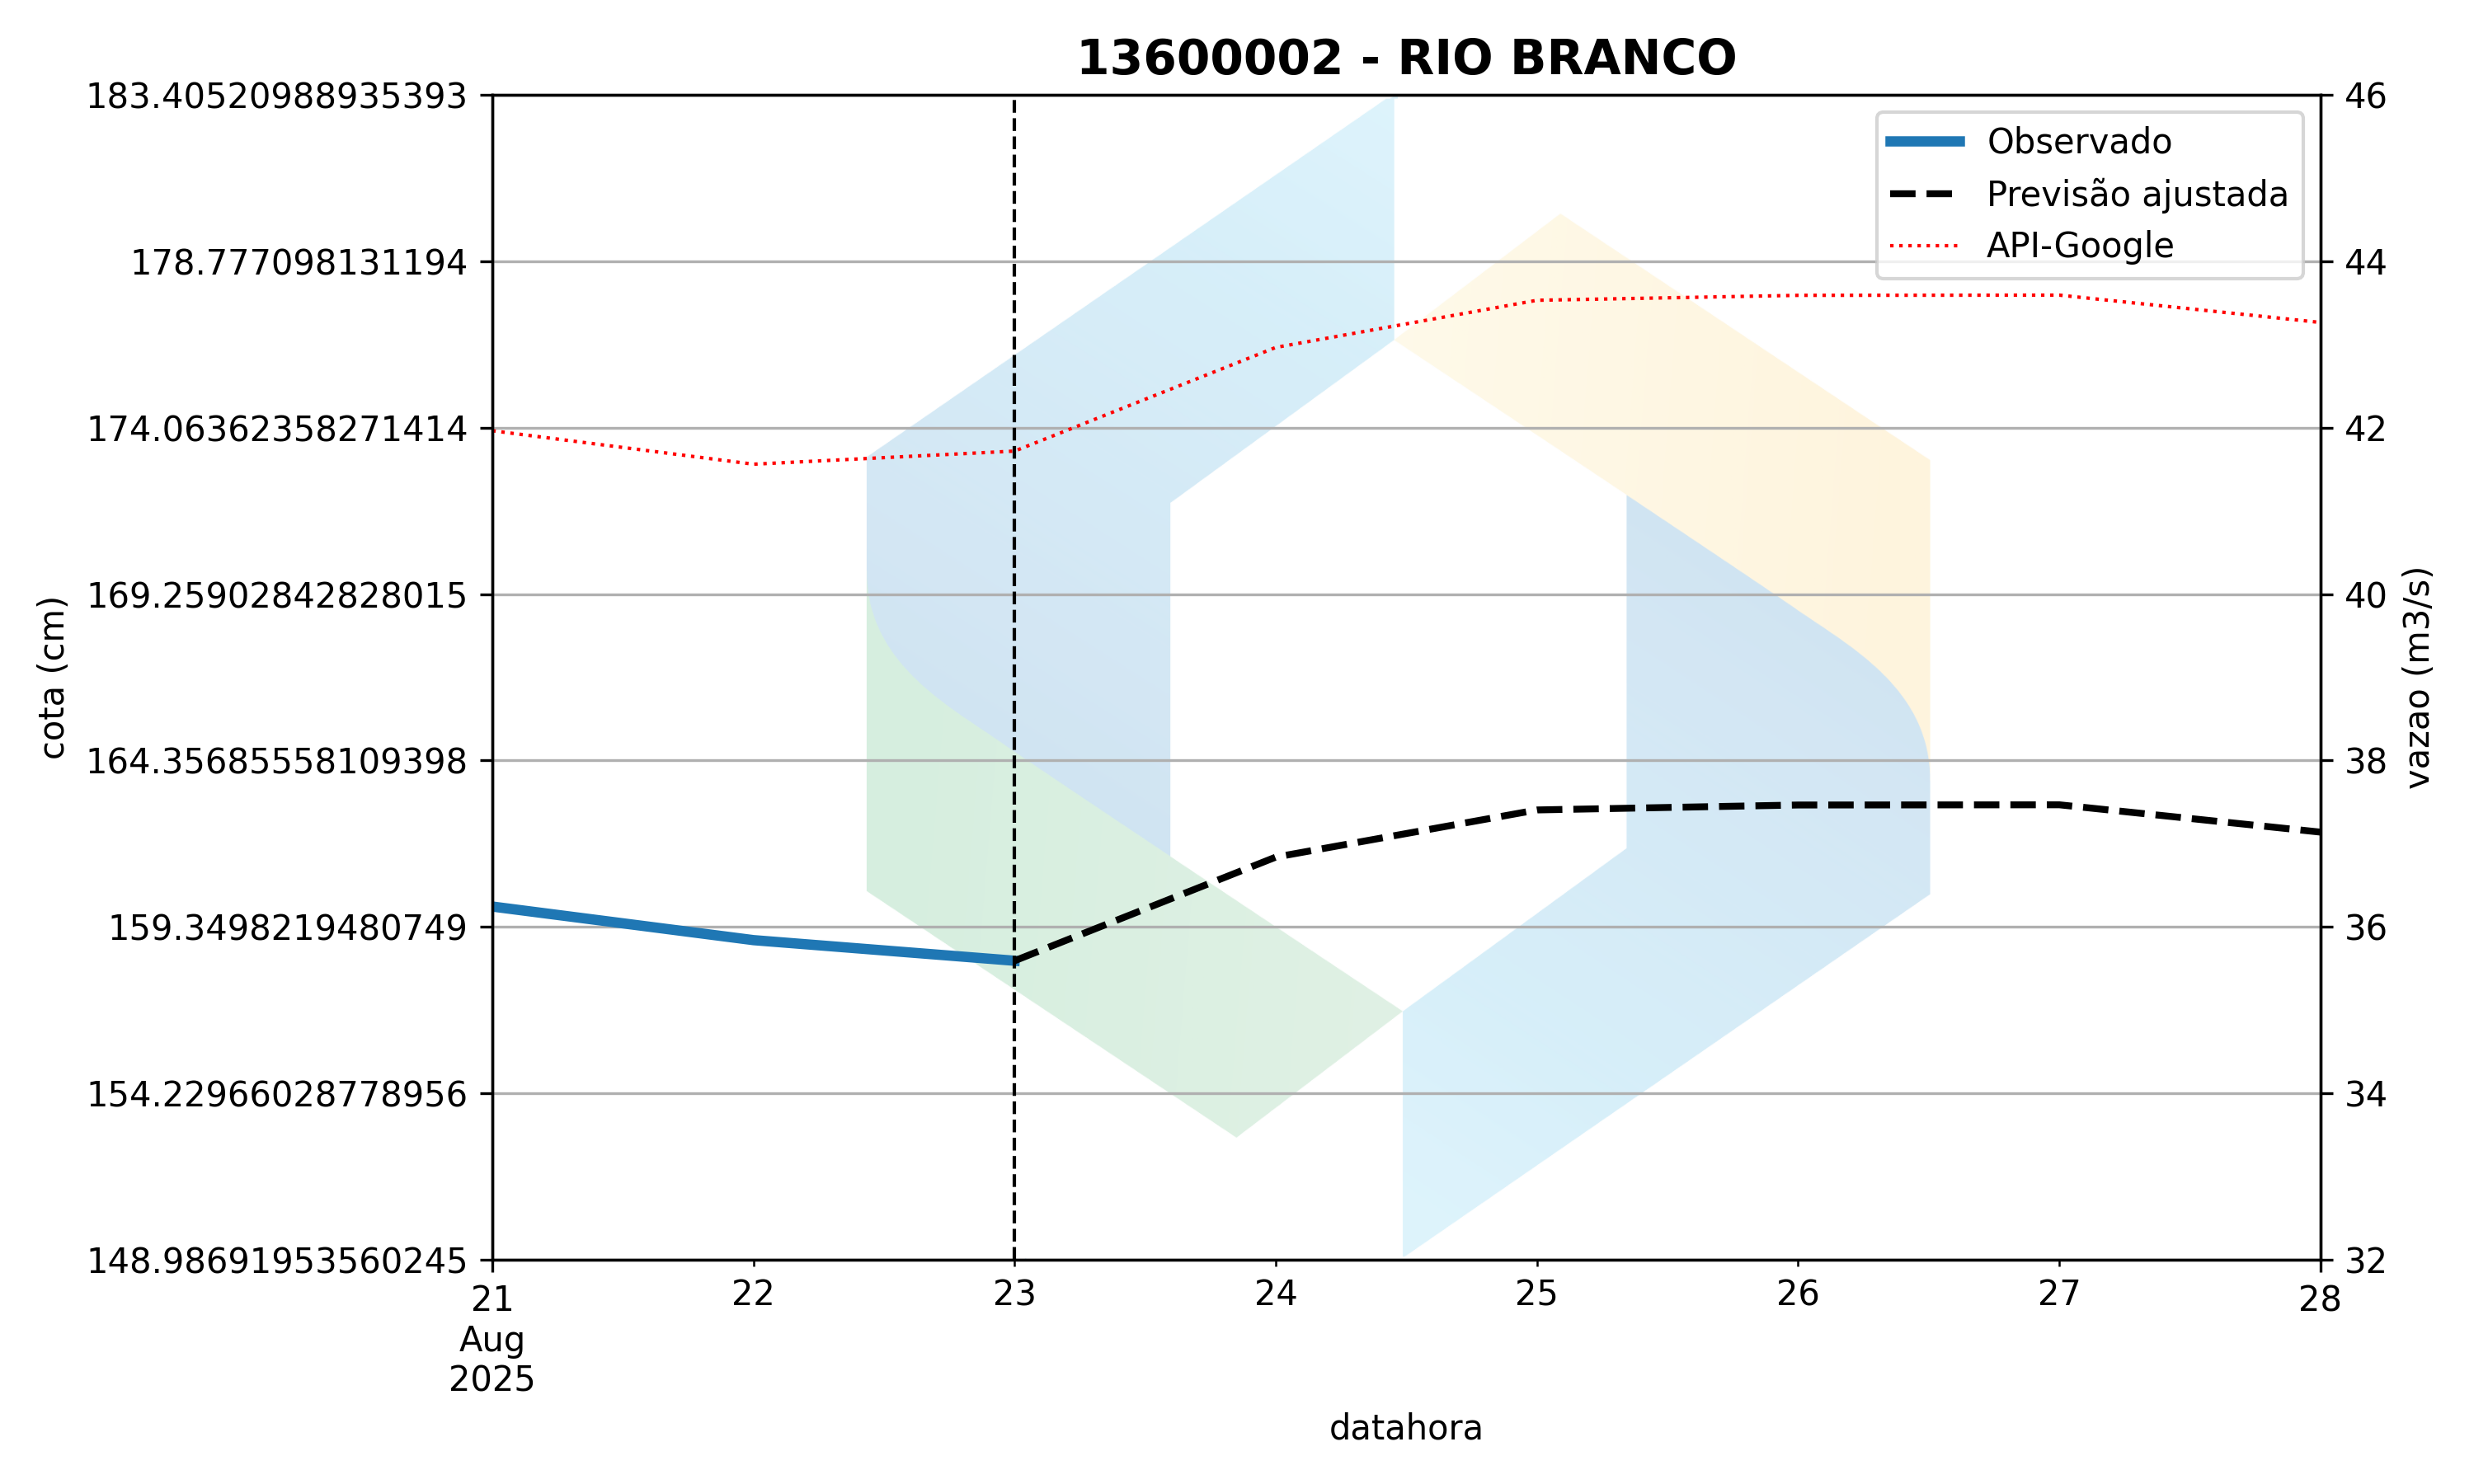 13600002 - RIO BRANCO
183.40520988935393
178.777098131194
174.06362358271414
169.25902842828015
164.35685558109398
159.3498219480749
154.22966028778956
148.98691953560245
cota (cm)
46
44
42
40
38
36
34
32
vazao (m3/s)
Observado
Previsão ajustada
API-Google
21 22 23 24 25 26 27 28
Aug
2025
datahora